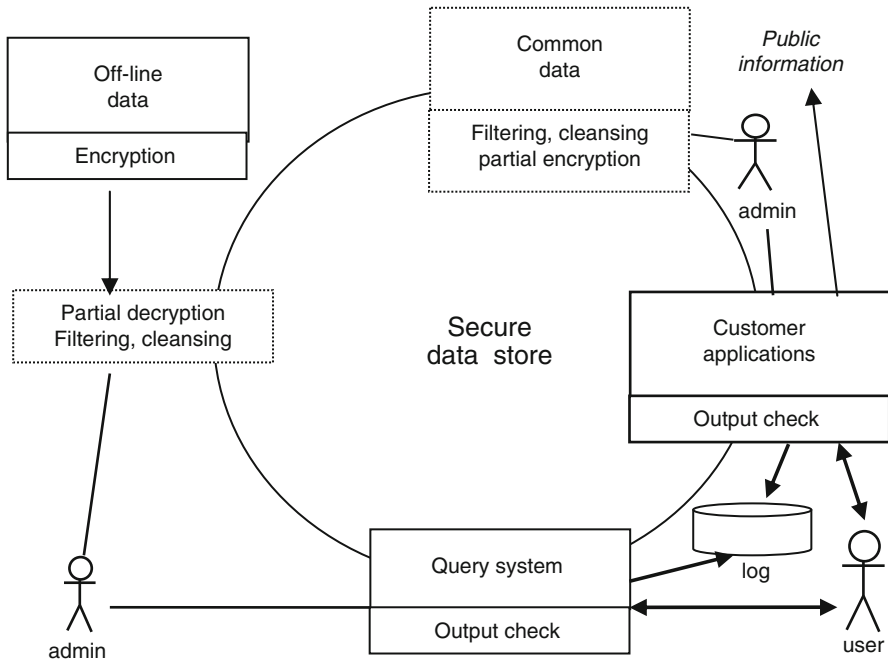 Off-line
data
Encryption
Common
data
Filtering, cleansing
partial encryption
Public
information
admin
Partial decryption
Filtering, cleansing
Secure
data store
Customer
applications
Output check
Query system
Output check
log
admin
user